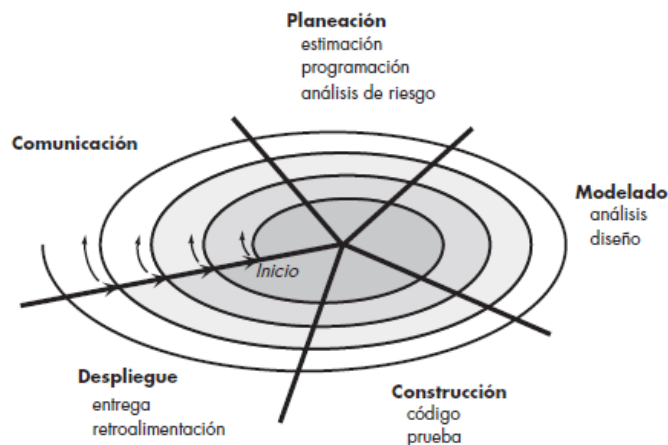 Planeación
estimación
programación
análisis de riesgo
Comunicación
Modelado
análisis
diseño
Inicio
Despliegue
entrega
retroalimentación
Construcción
código
prueba